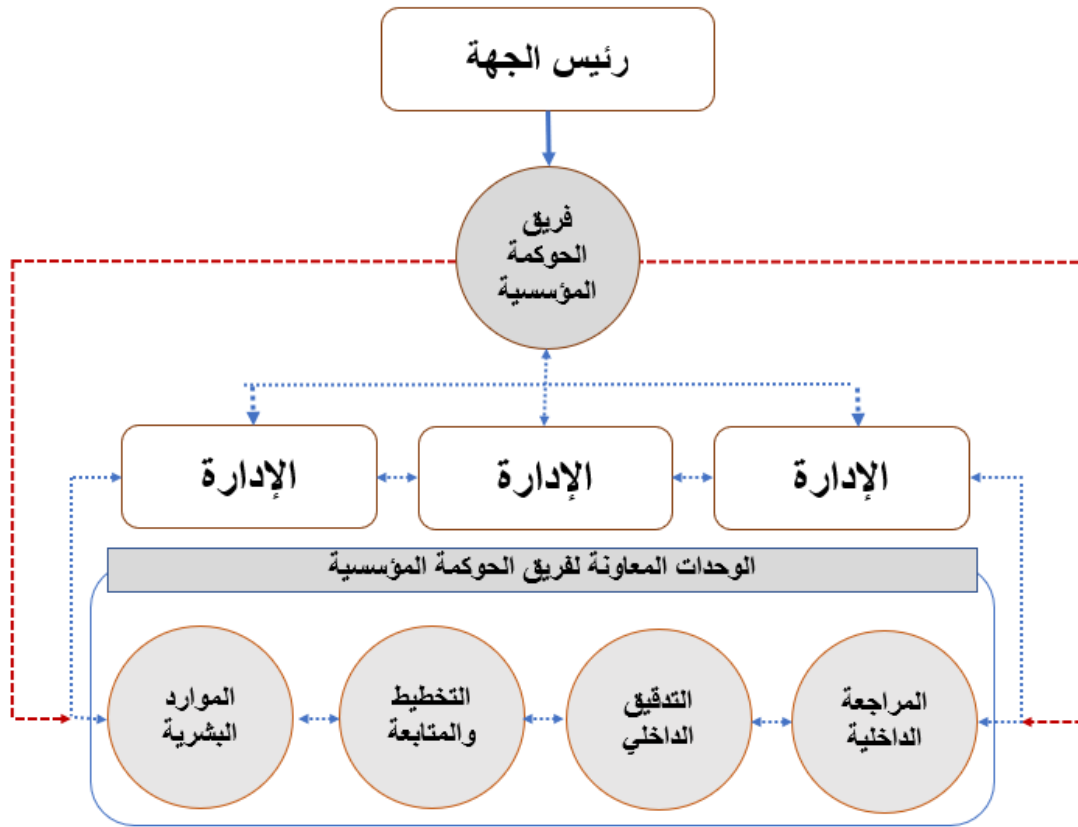 رئيس الجهة
فريق
الحوكمة
المؤسسية
الإدارة
الإدارة
الإدارة
الوحدات المعاونة لفريق الحوكمة المؤسسية
المراجعة
الداخلية
التدقيق
الداخلي
التخطيط
والمتابعة
الموارد
البشرية